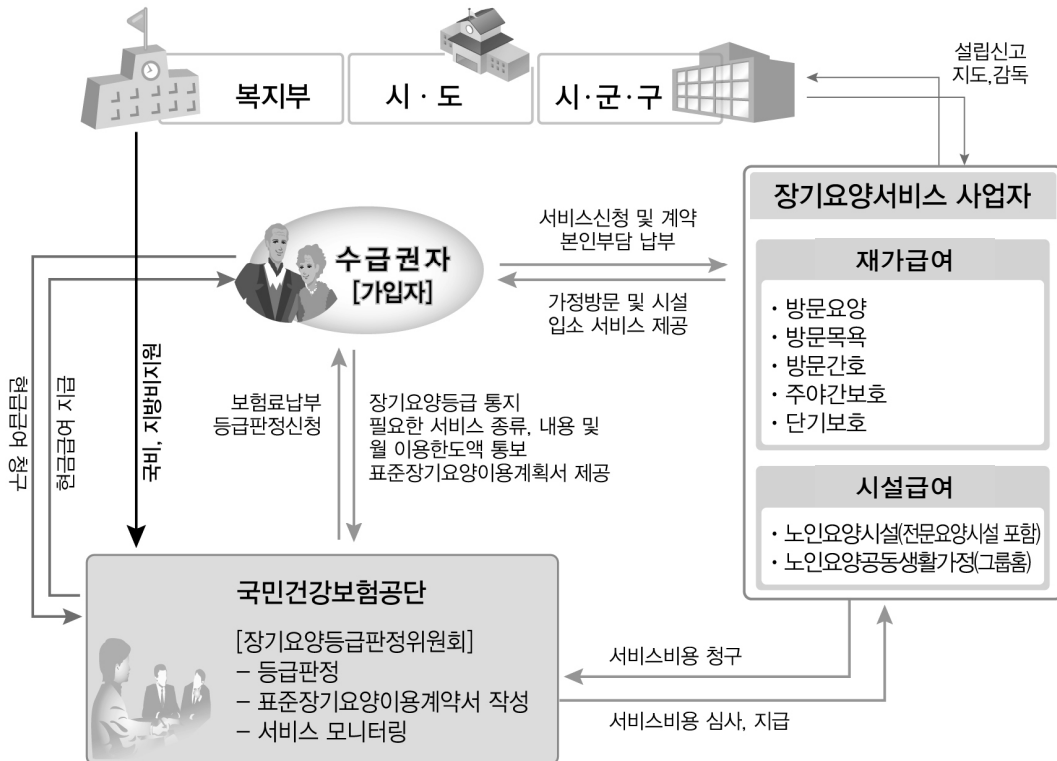 복지부
시 · 도
시·군·구
설립신고
지도,감독
장기요양서비스 사업자
재가급여
· 방문요양
· 방문목욕
· 방문간호
· 주야간보호
· 단기보호
시설급여
· 노인요양시설(전문요양시설 포함)
· 노인요양공동생활가정(그룹홈)
수급권자
[가입자]
서비스신청 및 계약
본인부담 납부
가정방문 및 시설
입소 서비스 제공
현금급여 청구
현금급여 지급
국비, 지방비지원
보험료납부
등급판정신청
장기요양등급 통지
필요한 서비스 종류, 내용 및
월 이용한도액 통보
표준장기요양이용계획서 제공
국민건강보험공단
[장기요양등급판정위원회]
– 등급판정
– 표준장기요양이용계약서 작성
– 서비스 모니터링
서비스비용 청구
서비스비용 심사, 지급